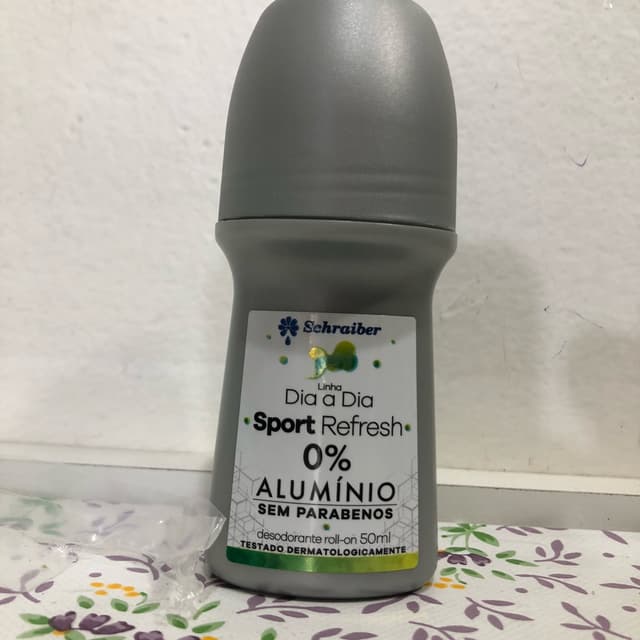 Schraiber
Linha
Dia a Dia
Sport Refresh
0%
ALUMÍNIO
SEM PARABENOS
desodorante roll-on 50ml
TESTADO DERMATOLOGICAMENTE